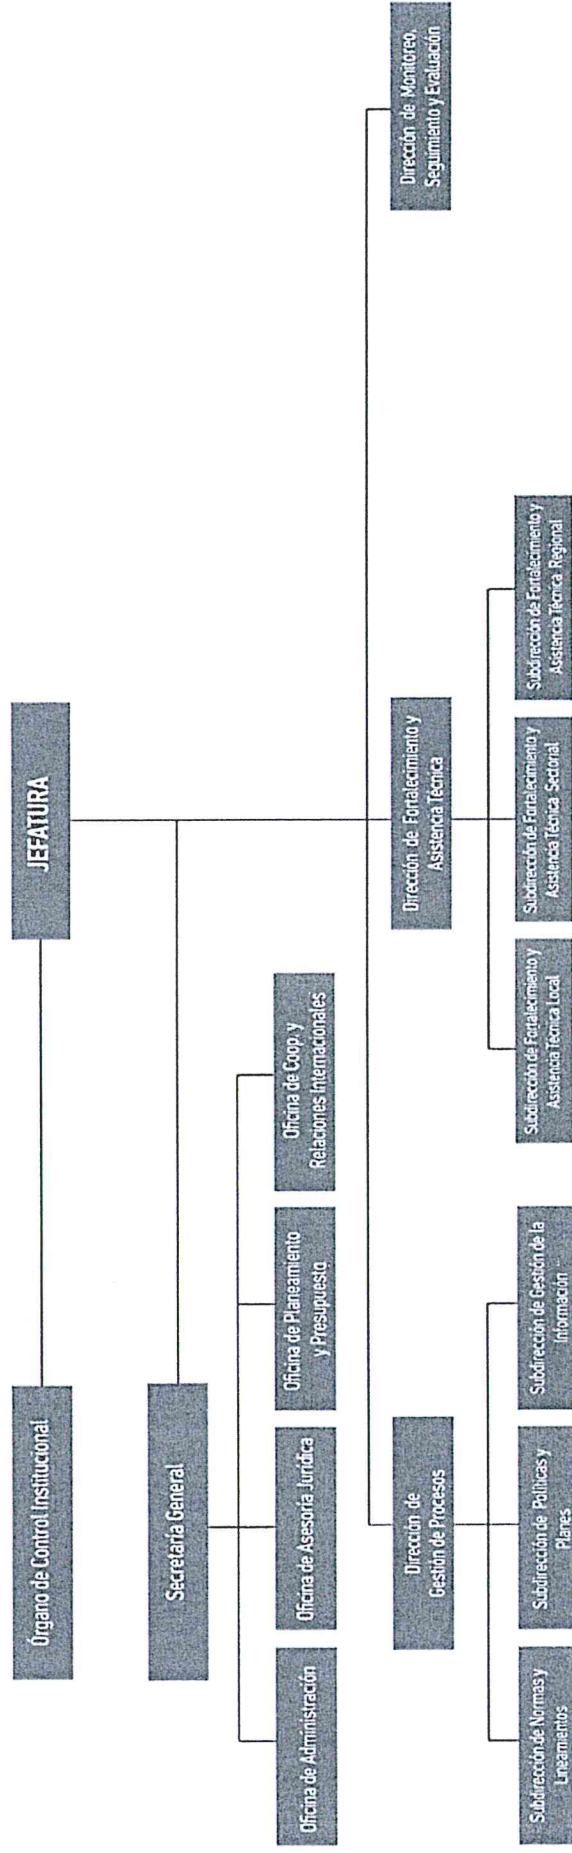 JEFATURA
Órgano de Control Institucional
Secretaría General
Oficina de Administración
Oficina de Asesoría Jurídica
Oficina de Planeamiento
y Presupuesto
Oficina de Coop. y
Relaciones Internacionales
Dirección de
Gestión de Procesos
Dirección de Fortalecimiento y
Asistencia Técnica
Dirección de Monitoreo,
Seguimiento y Evaluación
Subdirección de Normas y
Lineamientos
Subdirección de Políticas y
Planes
Subdirección de Gestión de la
Información
Subdirección de Fortalecimiento y
Asistencia Técnica Local
Subdirección de Fortalecimiento y
Asistencia Técnica Sectorial
Subdirección de Fortalecimiento y
Asistencia Técnica Regional